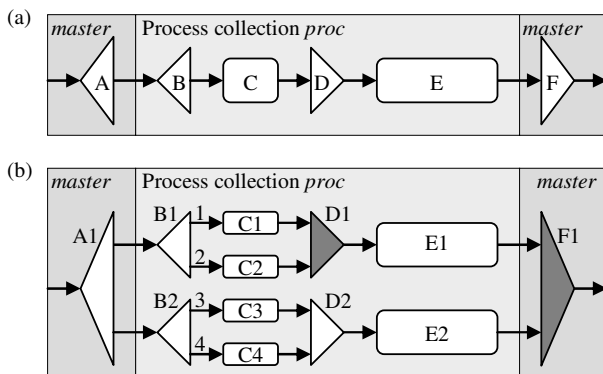 (a)
master Process collection proc master
A B C D E F
(b)
master Process collection proc master
A1 B1 1 C1 D1 E1 F1
2 C2
B2 3 C3 D2 E2
4 C4